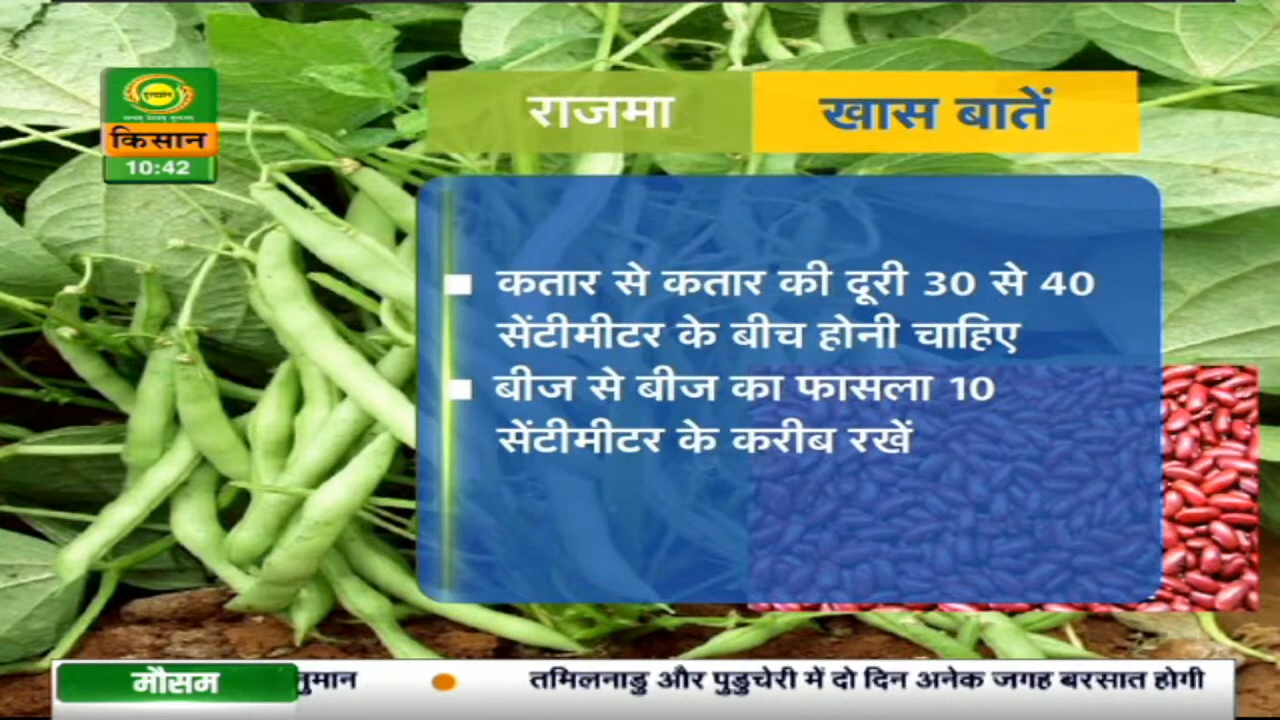 राजमा
खास बातें
किसान
10:42
कतार से कतार की दूरी 30 से 40
सेंटीमीटर के बीच होनी चाहिए
बीज से बीज का फासला 10
सेंटीमीटर के करीब रखें
मौसम
तमिलनाडु और पुडुचेरी में दो दिन अनेक जगह बरसात होगी